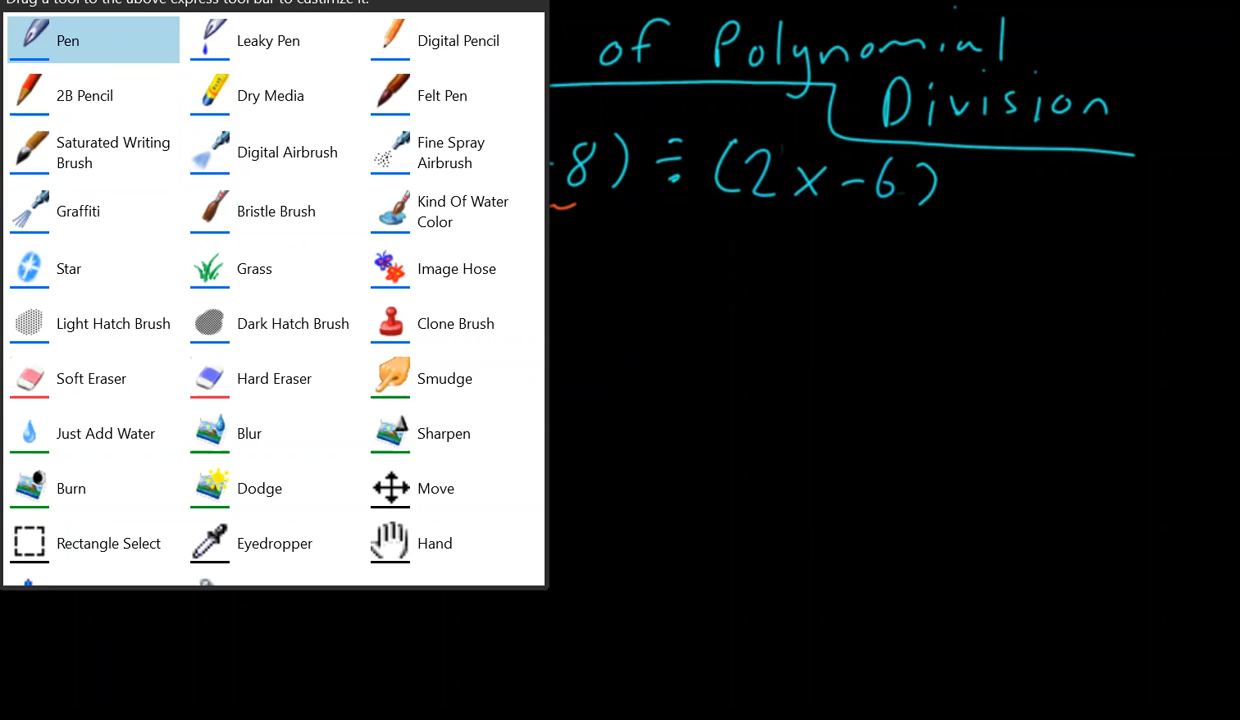 Drag a tool to the above express tool bar to custimize it.
Pen Leaky Pen Digital Pencil
2B Pencil Dry Media Felt Pen
Saturated Writing Brush Digital Airbrush Fine Spray Airbrush
Graffiti Bristle Brush Kind Of Water Color
Star Grass Image Hose
Light Hatch Brush Dark Hatch Brush Clone Brush
Soft Eraser Hard Eraser Smudge
Just Add Water Blur Sharpen
Burn Dodge Move
Rectangle Select Eyedropper Hand
of Polynomial
Division
-8) ÷ (2x-6)